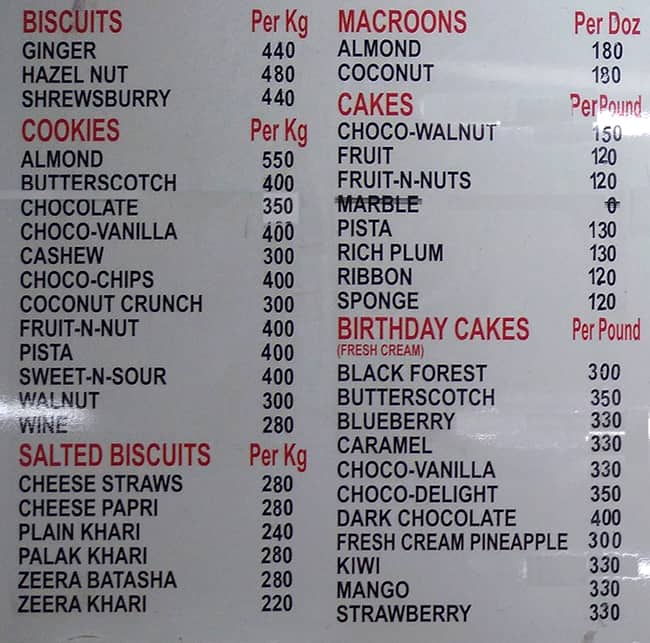 BISCUITS Per Kg
GINGER 440
HAZEL NUT 480
SHREWSBURRY 440
COOKIES Per Kg
ALMOND 550
BUTTERSCOTCH 400
CHOCOLATE 350
CHOCO-VANILLA 400
CASHEW 300
CHOCO-CHIPS 400
COCONUT CRUNCH 300
FRUIT-N-NUT 400
PISTA 400
SWEET-N-SOUR 400
WALNUT 300
WINE 280
SALTED BISCUITS Per Kg
CHEESE STRAWS 280
CHEESE PAPRI 280
PLAIN KHARI 240
PALAK KHARI 280
ZEERA BATASHA 280
ZEERA KHARI 220
MACROONS Per Doz
ALMOND 180
COCONUT 180
CAKES Per Pound
CHOCO-WALNUT 150
FRUIT 120
FRUIT-N-NUTS 120
MARBLE 0
PISTA 130
RICH PLUM 130
RIBBON 120
SPONGE 120
BIRTHDAY CAKES Per Pound
(FRESH CREAM)
BLACK FOREST 300
BUTTERSCOTCH 350
BLUEBERRY 330
CARAMEL 330
CHOCO-VANILLA 330
CHOCO-DELIGHT 350
DARK CHOCOLATE 400
FRESH CREAM PINEAPPLE 300
KIWI 330
MANGO 330
STRAWBERRY 330